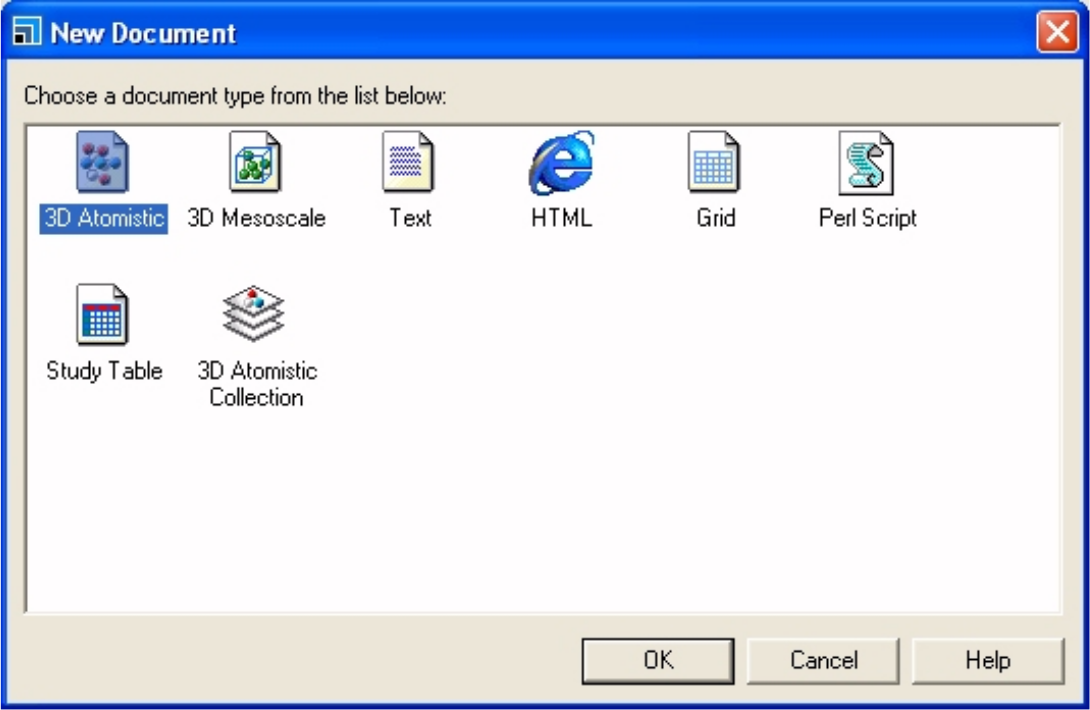 New Document
Choose a document type from the list below:
3D Atomistic
3D Mesoscale
Text
HTML
Grid
Perl Script
Study Table
3D Atomistic
Collection
OK
Cancel
Help